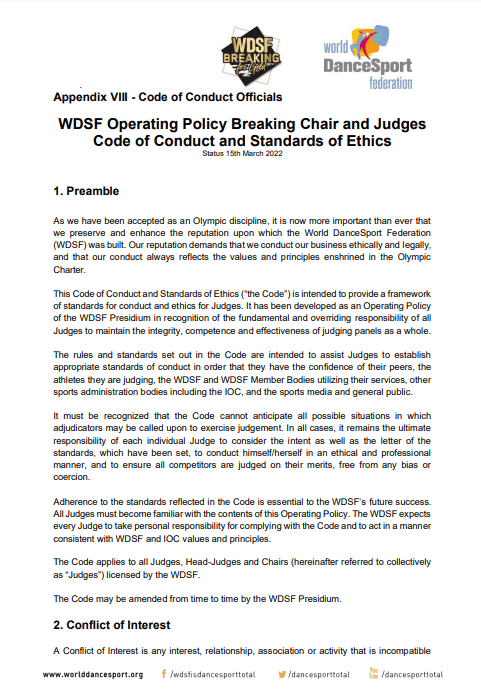 WDSF
BREAKING
for Gold
world
DanceSport
federation
Appendix VIII - Code of Conduct Officials
WDSF Operating Policy Breaking Chair and Judges
Code of Conduct and Standards of Ethics
Status 15th March 2022
1. Preamble
As we have been accepted as an Olympic discipline, it is now more important than ever that
we preserve and enhance the reputation upon which the World DanceSport Federation
(WDSF) was built. Our reputation demands that we conduct our business ethically and legally,
and that our conduct always reflects the values and principles enshrined in the Olympic
Charter.
This Code of Conduct and Standards of Ethics (“the Code”) is intended to provide a framework
of standards for conduct and ethics for Judges. It has been developed as an Operating Policy
of the WDSF Presidium in recognition of the fundamental and overriding responsibility of all
Judges to maintain the integrity, competence and effectiveness of judging panels as a whole.
The rules and standards set out in the Code are intended to assist Judges to establish
appropriate standards of conduct in order that they have the confidence of their peers, the
athletes they are judging, the WDSF and WDSF Member Bodies utilizing their services, other
sports administration bodies including the IOC, and the sports media and general public.
It must be recognized that the Code cannot anticipate all possible situations in which
adjudicators may be called upon to exercise judgement. In all cases, it remains the ultimate
responsibility of each individual Judge to consider the intent as well as the letter of the
standards, which have been set, to conduct himself/herself in an ethical and professional
manner, and to ensure all competitors are judged on their merits, free from any bias or
coercion.
Adherence to the standards reflected in the Code is essential to the WDSF’s future success.
All Judges must become familiar with the contents of this Operating Policy. The WDSF expects
every Judge to take personal responsibility for complying with the Code and to act in a manner
consistent with WDSF and IOC values and principles.
The Code applies to all Judges, Head-Judges and Chairs (hereinafter referred to collectively
as “Judges”) licensed by the WDSF.
The Code may be amended from time to time by the WDSF Presidium.
2. Conflict of Interest
A Conflict of Interest is any interest, relationship, association or activity that is incompatible
www.worlddancesport.org /wdsfisdancesporttotal /dancesporttotal You Tube /dancesporttotal